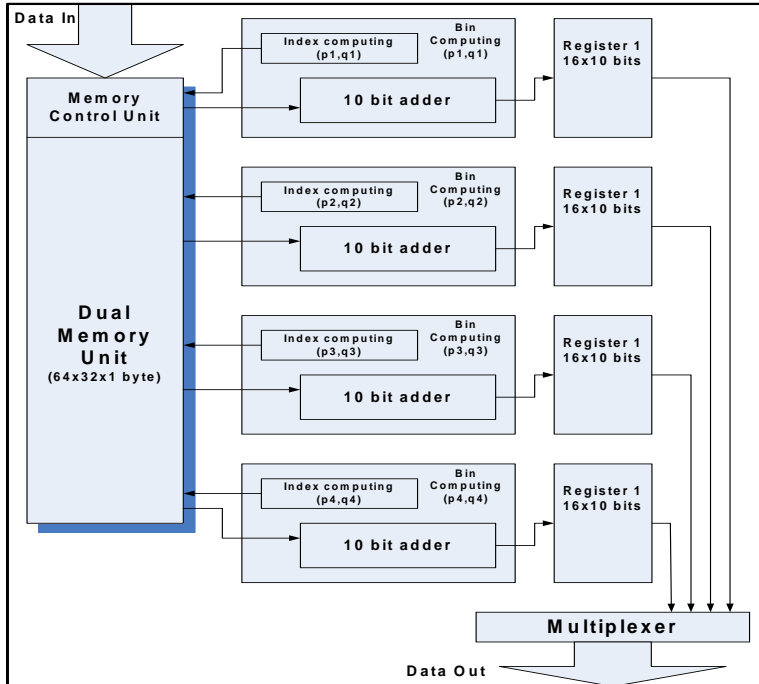 Data In
Memory
Control Unit
Dual
Memory
Unit
(64x32x1 byte)
Index computing
(p1,q1)
Bin
Computing
(p1,q1)
10 bit adder
Register 1
16x10 bits
Index computing
(p2,q2)
Bin
Computing
(p2,q2)
10 bit adder
Register 1
16x10 bits
Index computing
(p3,q3)
Bin
Computing
(p3,q3)
10 bit adder
Register 1
16x10 bits
Index computing
(p4,q4)
Bin
Computing
(p4,q4)
10 bit adder
Register 1
16x10 bits
Multiplexer
Data Out